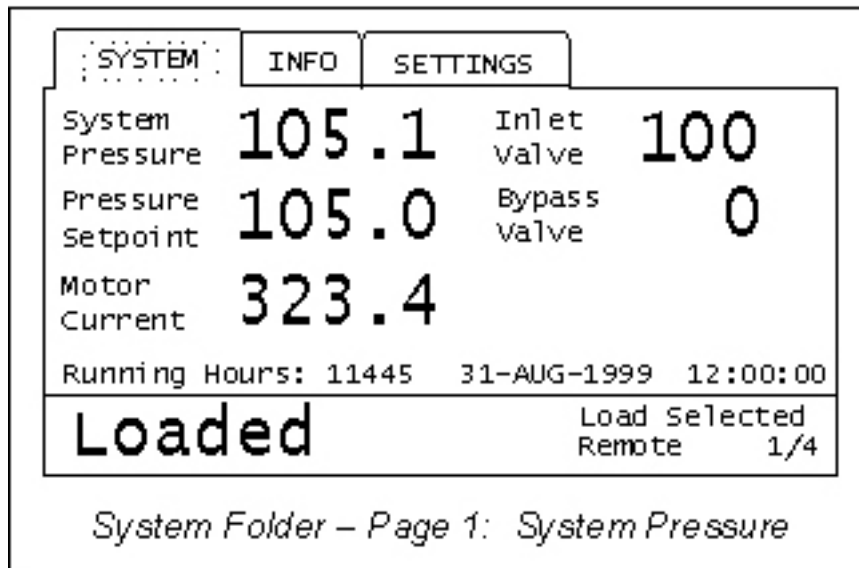 SYSTEM INFO SETTINGS
System Pressure 105.1 Inlet Valve 100
Pressure Setpoint 105.0 Bypass Valve 0
Motor Current 323.4
Running Hours: 11445 31-AUG-1999 12:00:00
Loaded Load Selected
Remote 1/4
System Folder – Page 1: System Pressure